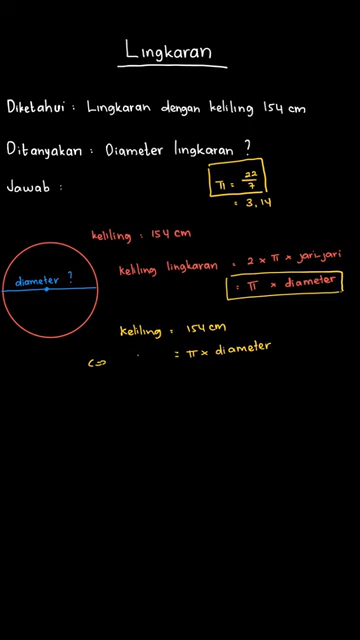 Lingkaran
Diketahui : Lingkaran dengan keliling 154 cm
Ditanyakan : Diameter lingkaran ?
Jawab :
π = 22/7
= 3,14
keliling = 154 cm
diameter ?
keliling lingkaran = 2 × π × jari-jari
= π × diameter
keliling = 154 cm
<=> = π × diameter